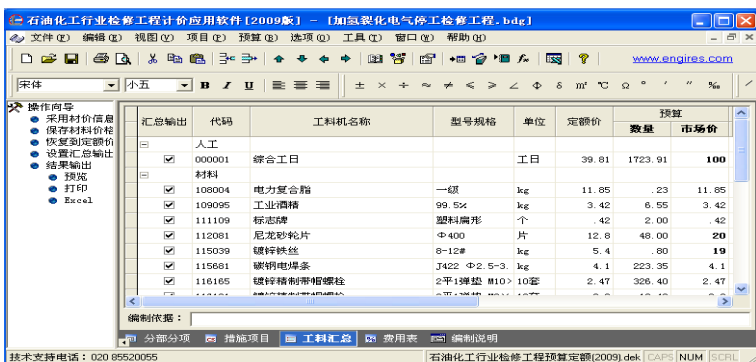 石油化工行业检修工程计价应用软件[2009版] - [加氢裂化电气停工检修工程.bdg]
文件(F) 编辑(E) 视图(V) 项目(P) 预算(B) 选项(O) 工具(T) 窗口(W) 帮助(H)
www.engires.com
宋体 小五 B I U ± × ÷ ≈ ≠ ≤ ≥ ∠ Φ δ m² ℃ Ω ° ′ ″ ‰
操作向导
采用材价信息
保存材料价格
恢复到定额价
设置汇总输出
结果输出
预览
打印
Excel
汇总输出 代码 工料机名称 型号规格 单位 定额价 预算
数量 市场价
人工
000001 综合工日 工日 39.81 1723.91 100
材料
108004 电力复合脂 一级 kg 11.85 .23 11.85
109095 工业酒精 99.5% kg 3.42 6.55 3.42
111109 标志牌 塑料扁形 个 .42 2.00 .42
112081 尼龙砂轮片 Φ400 片 12.8 48.00 20
115039 镀锌铁丝 8-12# kg 5.4 .80 19
115681 碳钢电焊条 J422 Φ2.5-3. kg 4.1 223.35 4.1
116165 镀锌精制带帽螺栓 2平1弹垫 M10> 10套 2.47 326.40 2.47
编制依据：
分部分项 措施项目 工料汇总 费用表 编制说明
技术支持电话：020 85520055 石油化工行业检修工程预算定额(2009).dek CAPS NUM SCRL